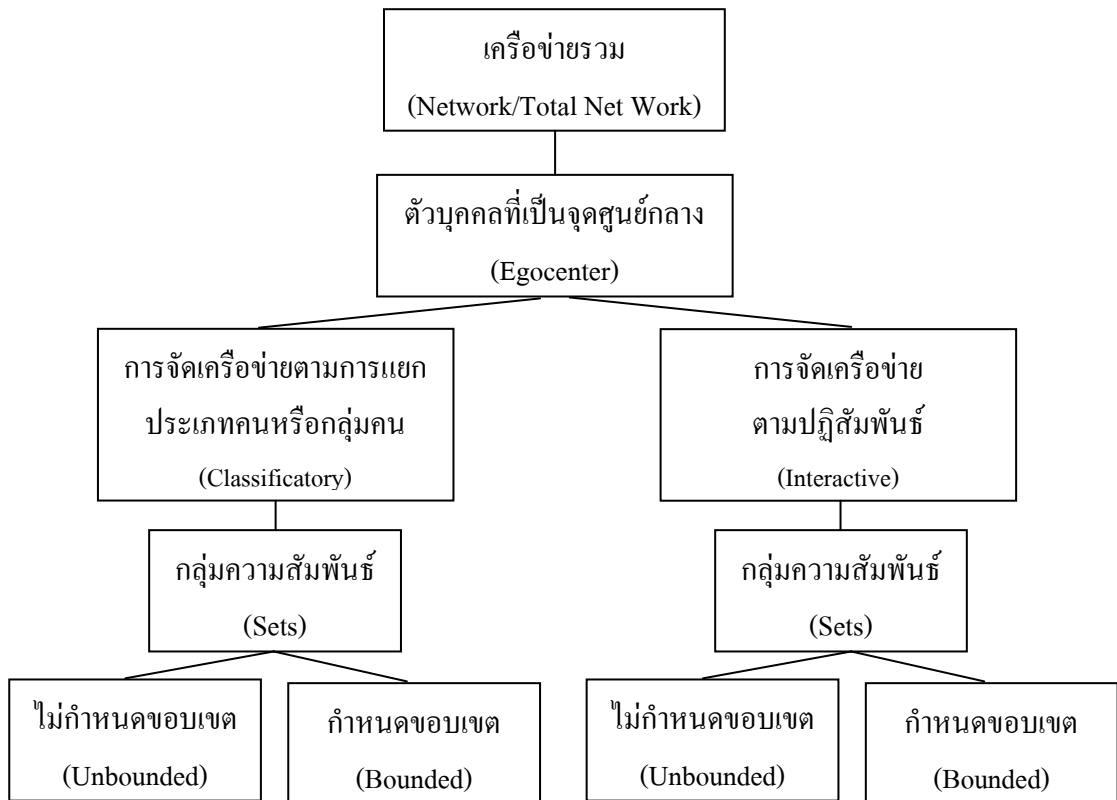 เครือข่ายรวม
(Network/Total Net Work)
ตัวบุคคลที่เป็นจุดศูนย์กลาง
(Egocenter)
การจัดเครือข่ายตามการแยก
ประเภทคนหรือกลุ่มคน
(Classificatory)
การจัดเครือข่าย
ตามปฏิสัมพันธ์
(Interactive)
กลุ่มความสัมพันธ์
(Sets)
กลุ่มความสัมพันธ์
(Sets)
ไม่กำหนดขอบเขต
(Unbounded)
กำหนดขอบเขต
(Bounded)
ไม่กำหนดขอบเขต
(Unbounded)
กำหนดขอบเขต
(Bounded)